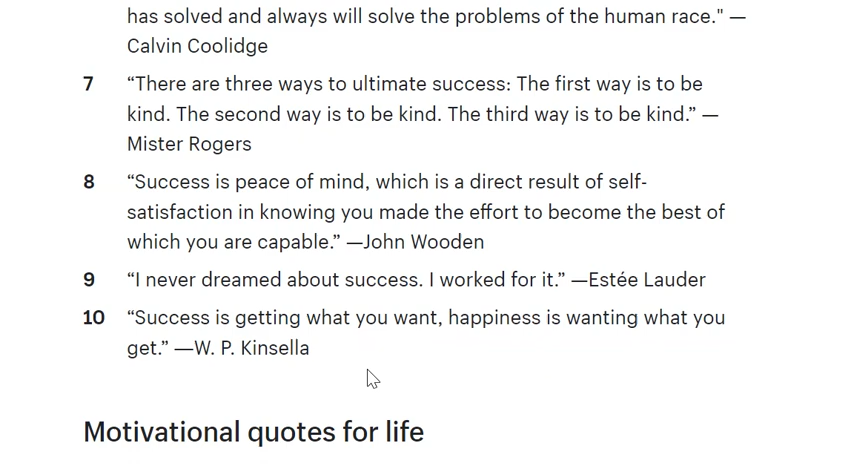 has solved and always will solve the problems of the human race." —
Calvin Coolidge
7 “There are three ways to ultimate success: The first way is to be
kind. The second way is to be kind. The third way is to be kind.” —
Mister Rogers
8 “Success is peace of mind, which is a direct result of self-
satisfaction in knowing you made the effort to become the best of
which you are capable.” —John Wooden
9 “I never dreamed about success. I worked for it.” —Estée Lauder
10 “Success is getting what you want, happiness is wanting what you
get.” —W. P. Kinsella
Motivational quotes for life